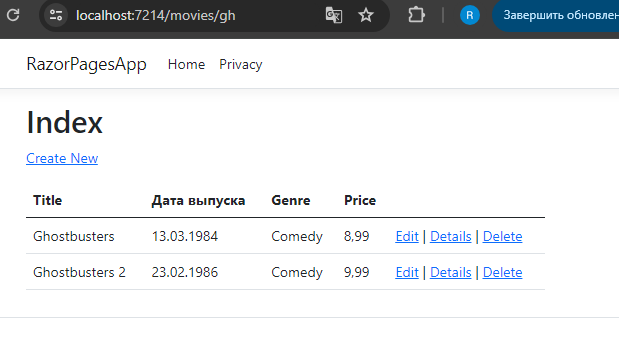 localhost:7214/movies/gh R Завершить обновлен
RazorPagesApp Home Privacy
Index
Create New
Title Дата выпуска Genre Price
Ghostbusters 13.03.1984 Comedy 8,99 Edit | Details | Delete
Ghostbusters 2 23.02.1986 Comedy 9,99 Edit | Details | Delete